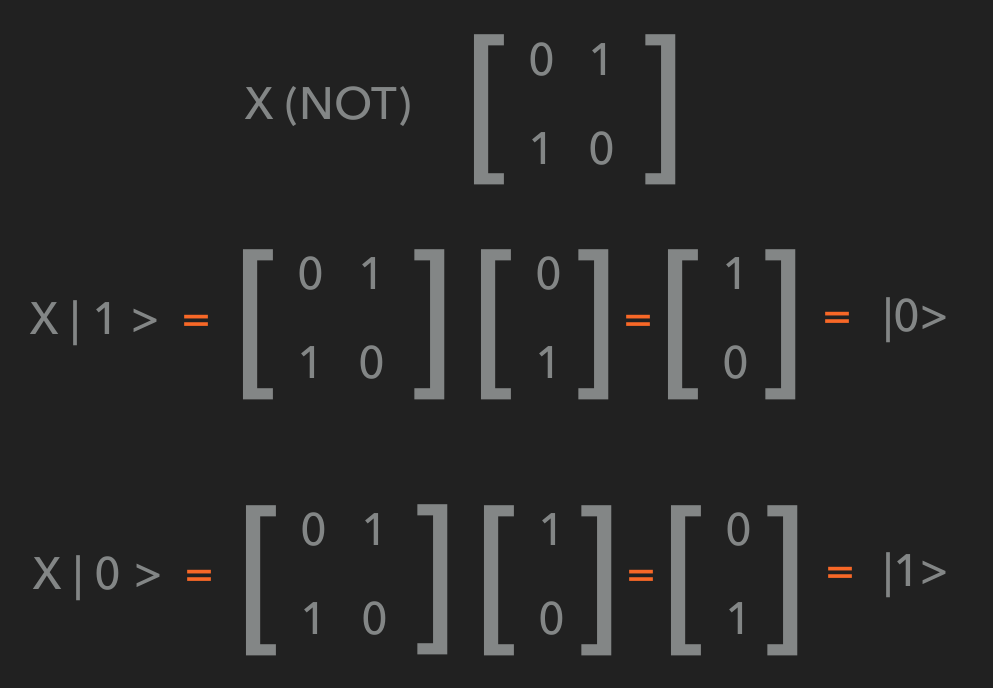 X (NOT) [ 0 1
1 0 ]
X | 1 > = [ 0 1 ] [ 0 ] = [ 1 ] = |0>
[ 1 0 ] [ 1 ] [ 0 ]
X | 0 > = [ 0 1 ] [ 1 ] = [ 0 ] = |1>
[ 1 0 ] [ 0 ] [ 1 ]